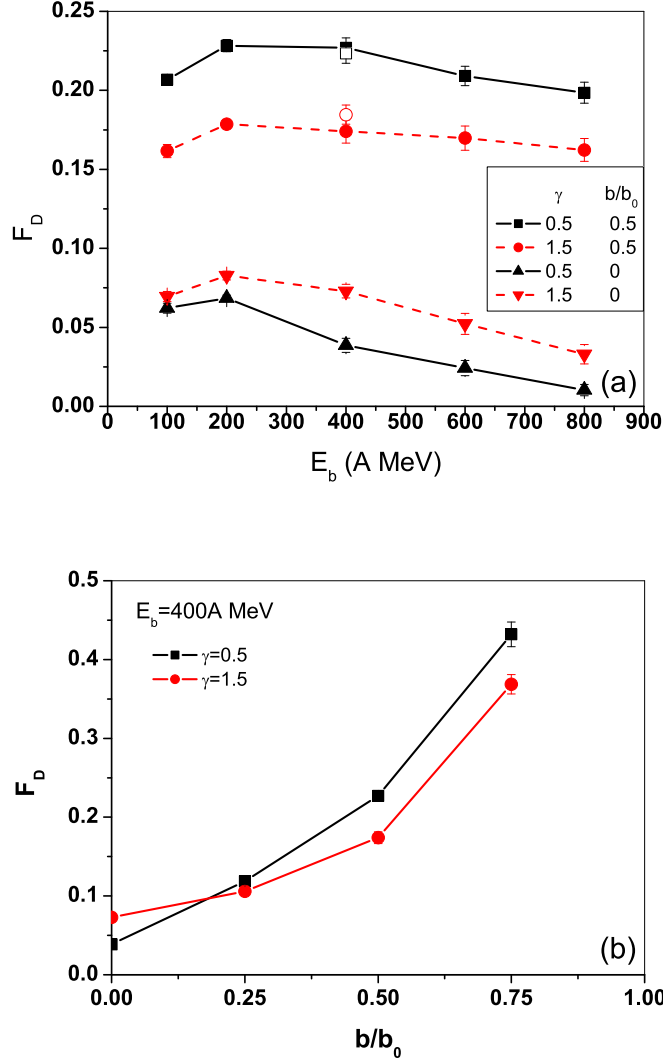 0.25
0.20
0.15
0.10
0.05
0.00
F_D
γ b/b_0
0.5 0.5
1.5 0.5
0.5 0
1.5 0
(a)
0 100 200 300 400 500 600 700 800 900
E_b (A MeV)
0.5
0.4
0.3
0.2
0.1
0.0
F_D
E_b=400A MeV
γ=0.5
γ=1.5
(b)
0.00 0.25 0.50 0.75 1.00
b/b_0